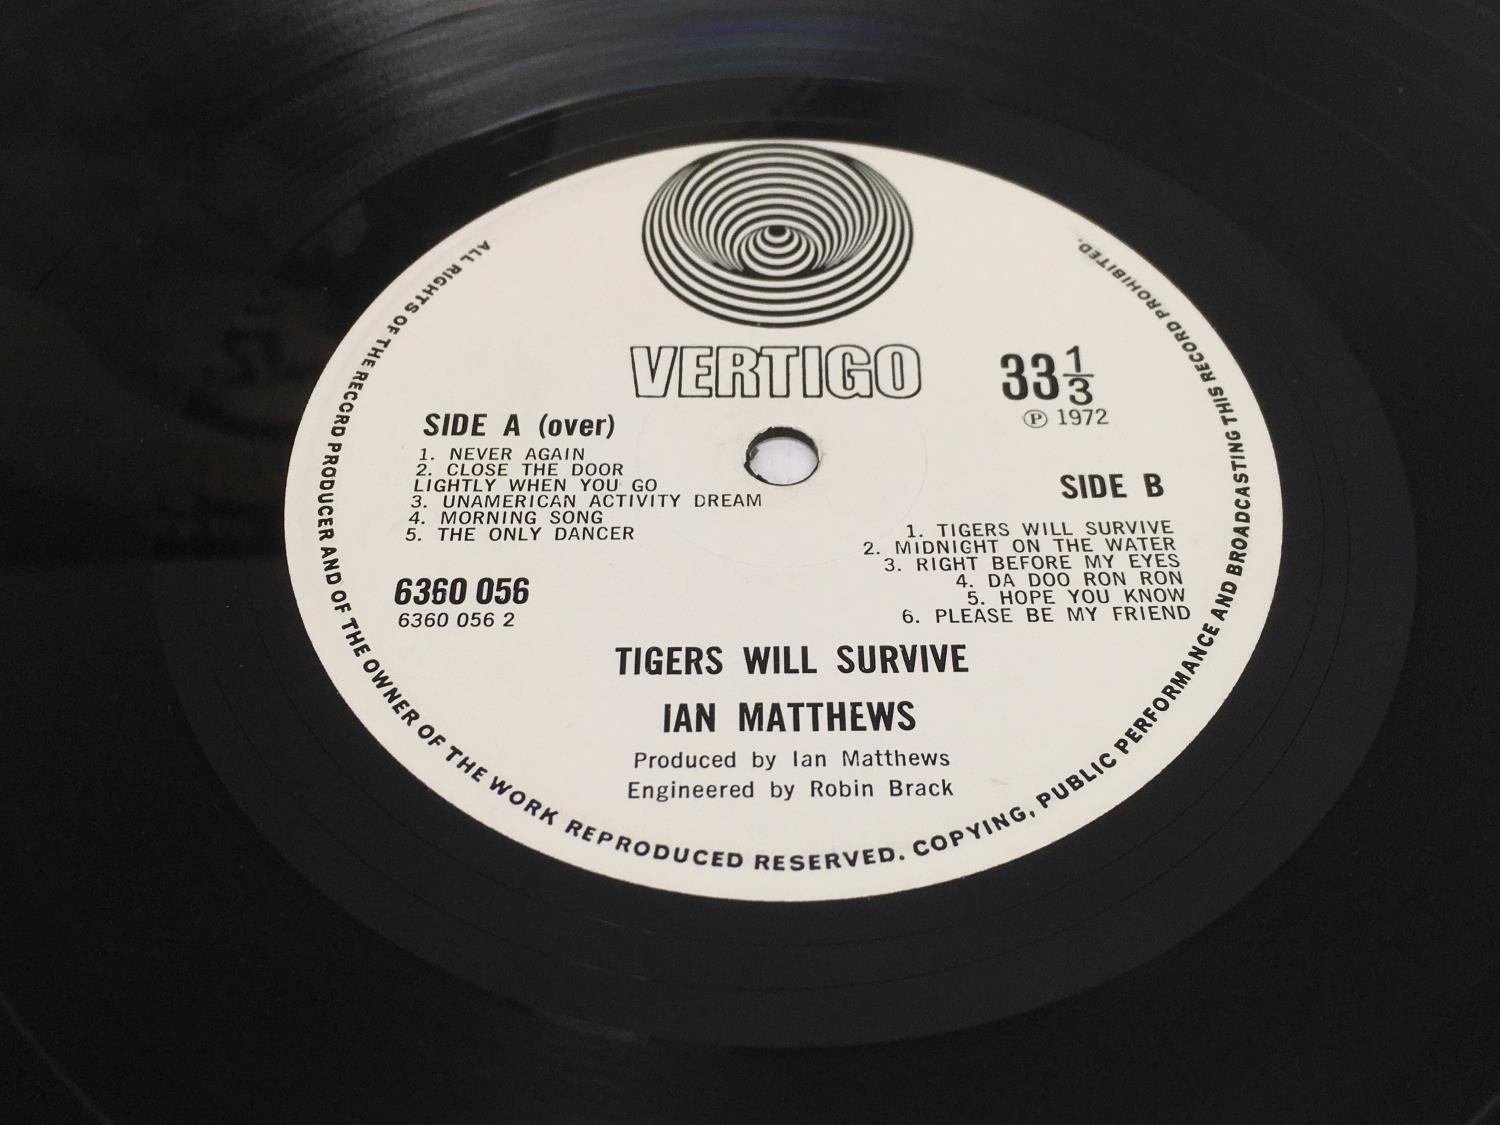 VERTIGO
33 1/3
Ⓟ 1972
SIDE A (over)
1. NEVER AGAIN
2. CLOSE THE DOOR
LIGHTLY WHEN YOU GO
3. UNAMERICAN ACTIVITY DREAM
4. MORNING SONG
5. THE ONLY DANCER
6360 056
6360 056 2
SIDE B
1. TIGERS WILL SURVIVE
2. MIDNIGHT ON THE WATER
3. RIGHT BEFORE MY EYES
4. DA DOO RON RON
5. HOPE YOU KNOW
6. PLEASE BE MY FRIEND
TIGERS WILL SURVIVE
IAN MATTHEWS
Produced by Ian Matthews
Engineered by Robin Brack
ALL RIGHTS OF THE RECORD PRODUCER AND OF THE OWNER OF THE WORK REPRODUCED RESERVED. COPYING, PUBLIC PERFORMANCE AND BROADCASTING THIS RECORD PROHIBITED.